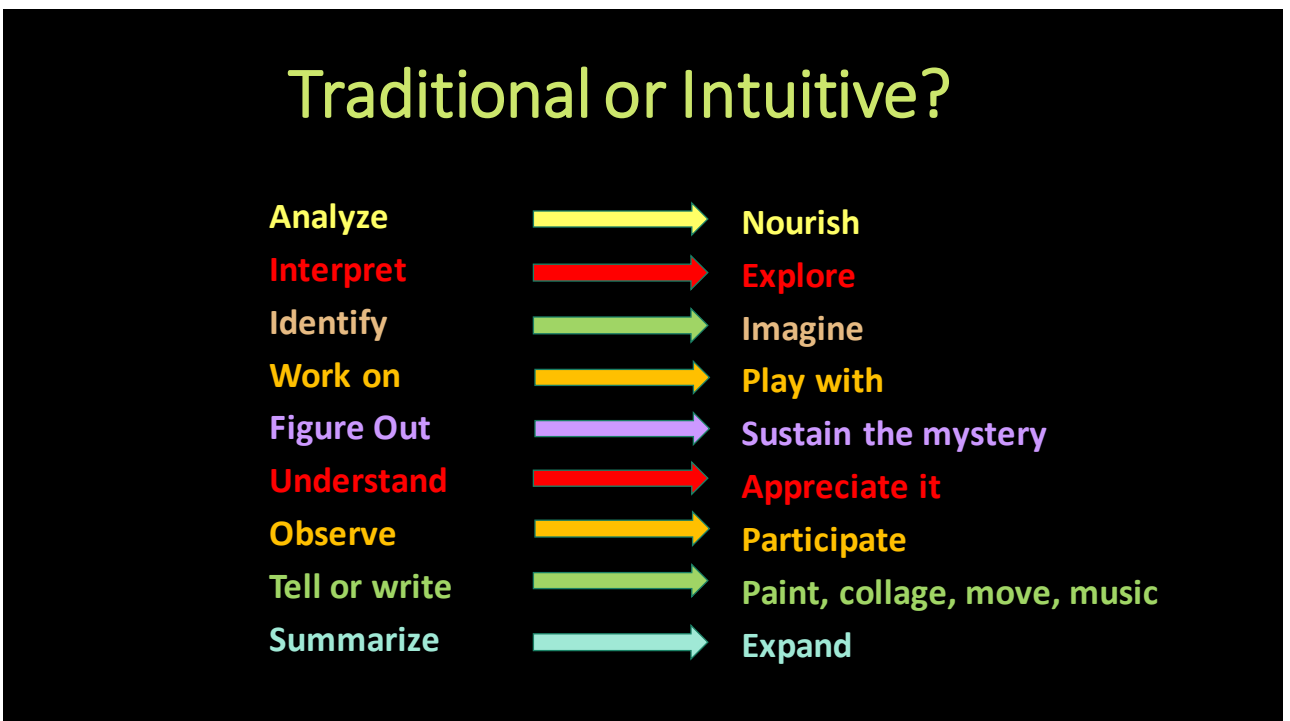 Traditional or Intuitive?
Analyze Nourish
Interpret Explore
Identify Imagine
Work on Play with
Figure Out Sustain the mystery
Understand Appreciate it
Observe Participate
Tell or write Paint, collage, move, music
Summarize Expand